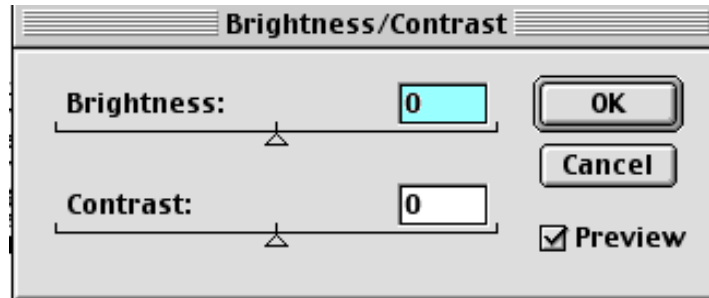 Brightness/Contrast
Brightness: 0
OK
Cancel
Contrast: 0
Preview